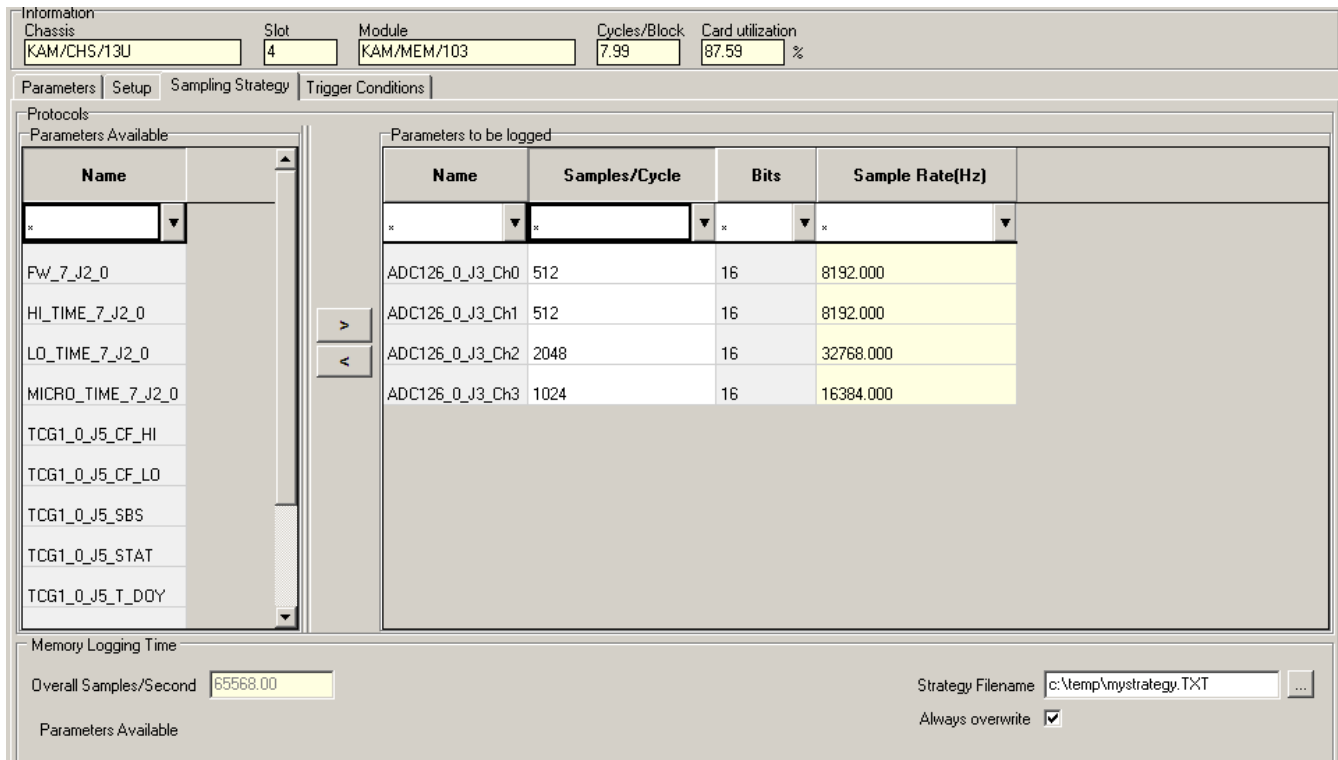 Information
Chassis Slot Module Cycles/Block Card utilization
KAM/CHS/13U 4 KAM/MEM/103 7.99 87.59 %
Parameters Setup Sampling Strategy Trigger Conditions
Protocols
Parameters Available Parameters to be logged
Name Name Samples/Cycle Bits Sample Rate(Hz)
* * * * *
FW_7_J2_0 ADC126_0_J3_Ch0 512 16 8192.000
HI_TIME_7_J2_0 ADC126_0_J3_Ch1 512 16 8192.000
>
LO_TIME_7_J2_0 ADC126_0_J3_Ch2 2048 16 32768.000
<
MICRO_TIME_7_J2_0 ADC126_0_J3_Ch3 1024 16 16384.000
TCG1_0_J5_CF_HI
TCG1_0_J5_CF_LO
TCG1_0_J5_SBS
TCG1_0_J5_STAT
TCG1_0_J5_T_DOY
Memory Logging Time
Overall Samples/Second 65568.00 Strategy Filename c:\temp\mystrategy.TXT ...
Parameters Available Always overwrite